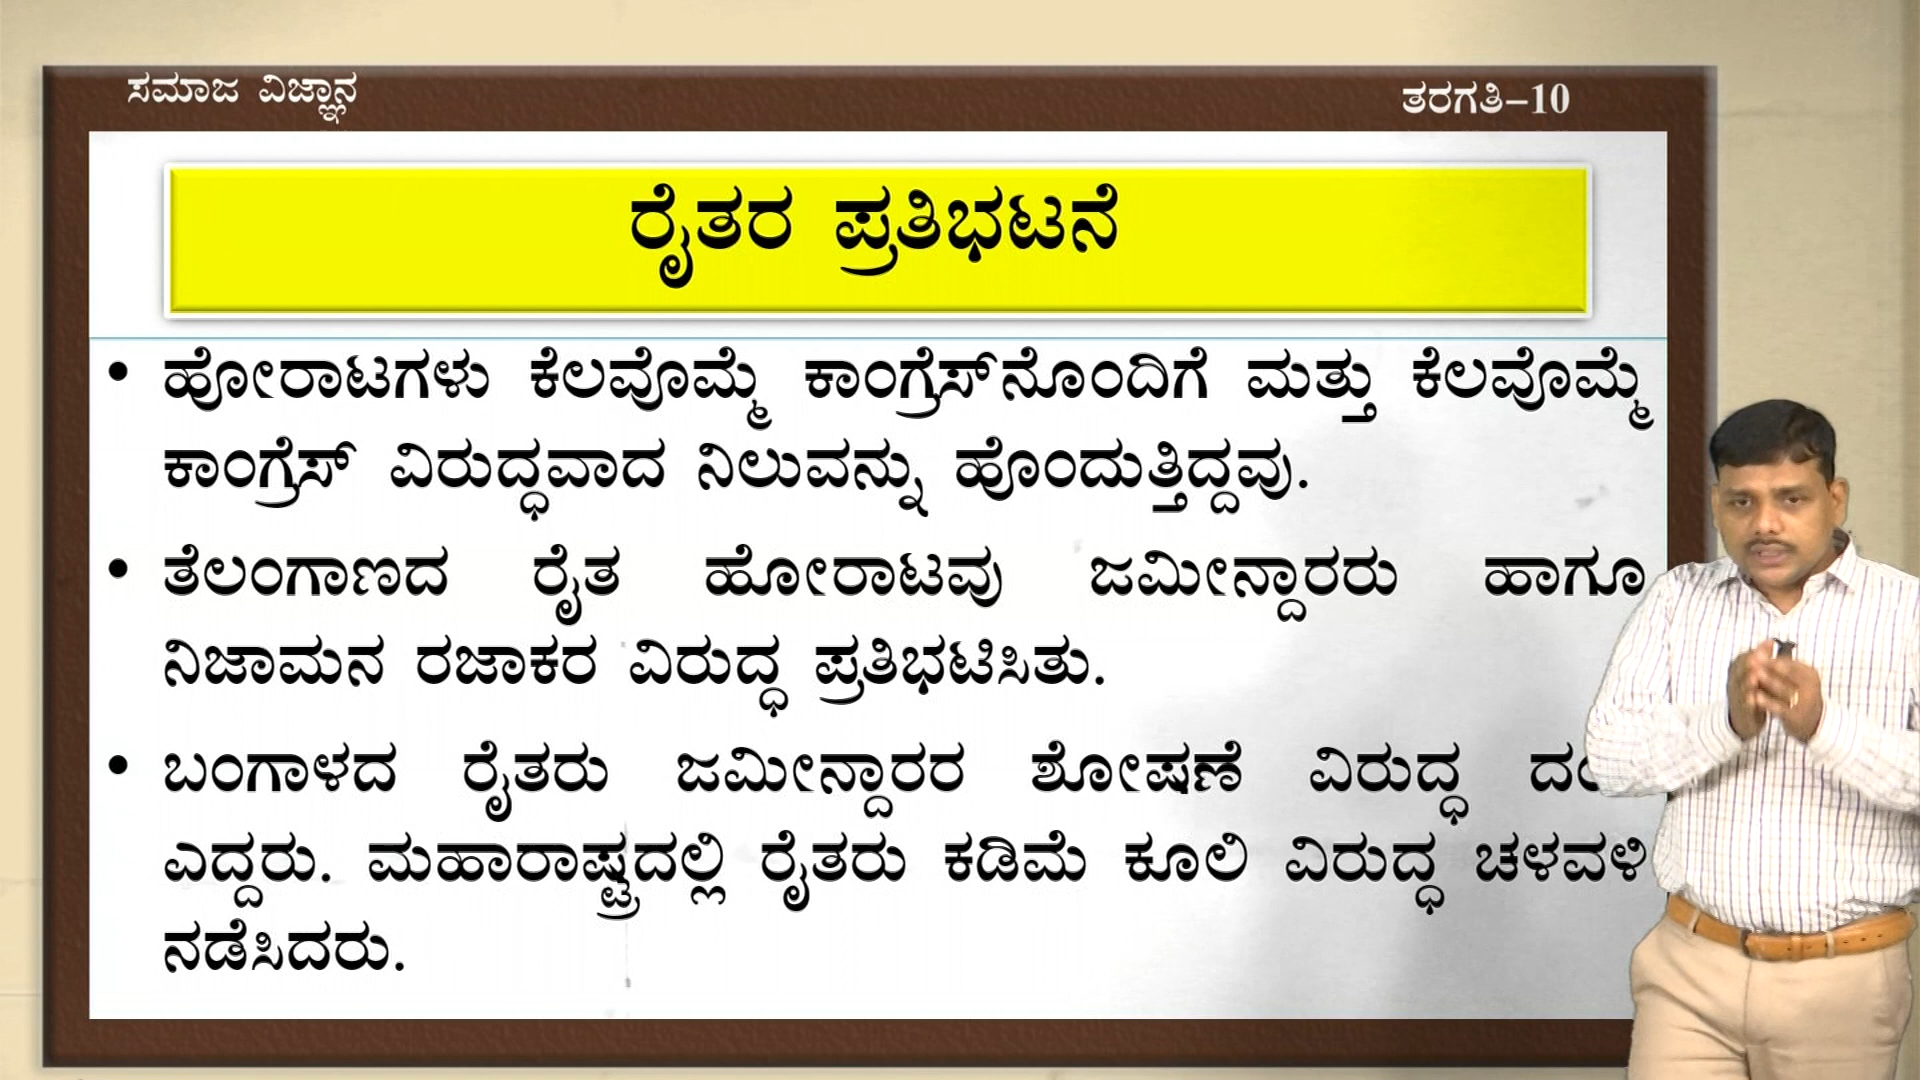 ಸಮಾಜ ವಿಜ್ಞಾನ
ತರಗತಿ–10
ರೈತರ ಪ್ರತಿಭಟನೆ
• ಹೋರಾಟಗಳು ಕೆಲವೊಮ್ಮೆ ಕಾಂಗ್ರೆಸ್‌ನೊಂದಿಗೆ ಮತ್ತು ಕೆಲವೊಮ್ಮೆ
ಕಾಂಗ್ರೆಸ್ ವಿರುದ್ಧವಾದ ನಿಲುವನ್ನು ಹೊಂದುತ್ತಿದ್ದವು.
• ತೆಲಂಗಾಣದ ರೈತ ಹೋರಾಟವು ಜಮೀನ್ದಾರರು ಹಾಗೂ
ನಿಜಾಮನ ರಜಾಕರ ವಿರುದ್ಧ ಪ್ರತಿಭಟಿಸಿತು.
• ಬಂಗಾಳದ ರೈತರು ಜಮೀನ್ದಾರರ ಶೋಷಣೆ ವಿರುದ್ಧ
ಎದ್ದರು. ಮಹಾರಾಷ್ಟ್ರದಲ್ಲಿ ರೈತರು ಕಡಿಮೆ ಕೂಲಿ ವಿರುದ್ಧ ಚಳವಳಿ
ನಡೆಸಿದರು.